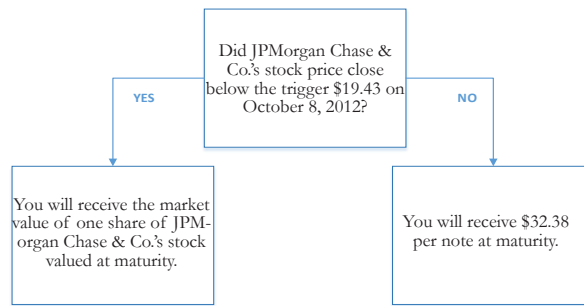 Did JPMorgan Chase &
Co.'s stock price close
below the trigger $19.43 on
October 8, 2012?
YES
NO
You will receive the market
value of one share of JPM-
organ Chase & Co.'s stock
valued at maturity.
You will receive $32.38
per note at maturity.